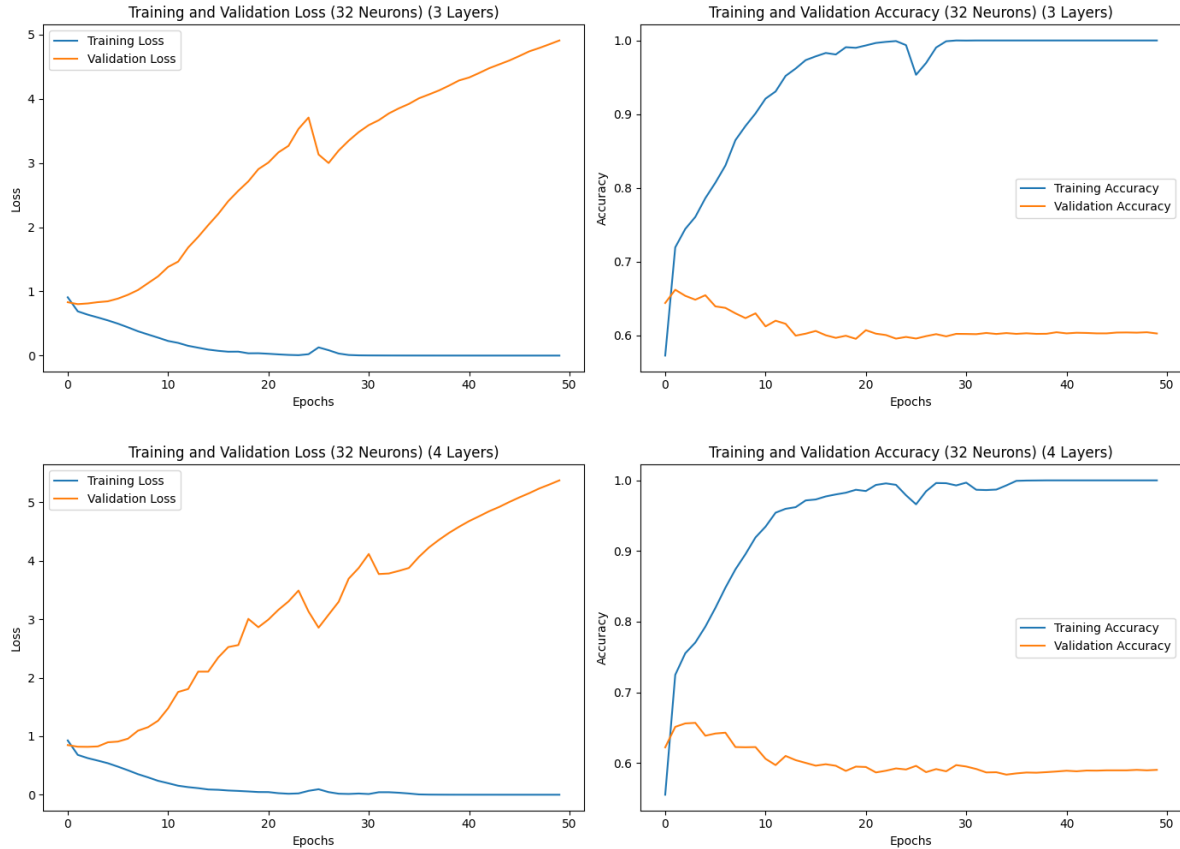 Training and Validation Loss (32 Neurons) (3 Layers)
Training Loss
Validation Loss
5
4
3
2
1
0
Loss
0 10 20 30 40 50
Epochs
Training and Validation Accuracy (32 Neurons) (3 Layers)
1.0
0.9
0.8
0.7
0.6
Accuracy
Training Accuracy
Validation Accuracy
0 10 20 30 40 50
Epochs
Training and Validation Loss (32 Neurons) (4 Layers)
Training Loss
Validation Loss
5
4
3
2
1
0
Loss
0 10 20 30 40 50
Epochs
Training and Validation Accuracy (32 Neurons) (4 Layers)
1.0
0.9
0.8
0.7
0.6
Accuracy
Training Accuracy
Validation Accuracy
0 10 20 30 40 50
Epochs